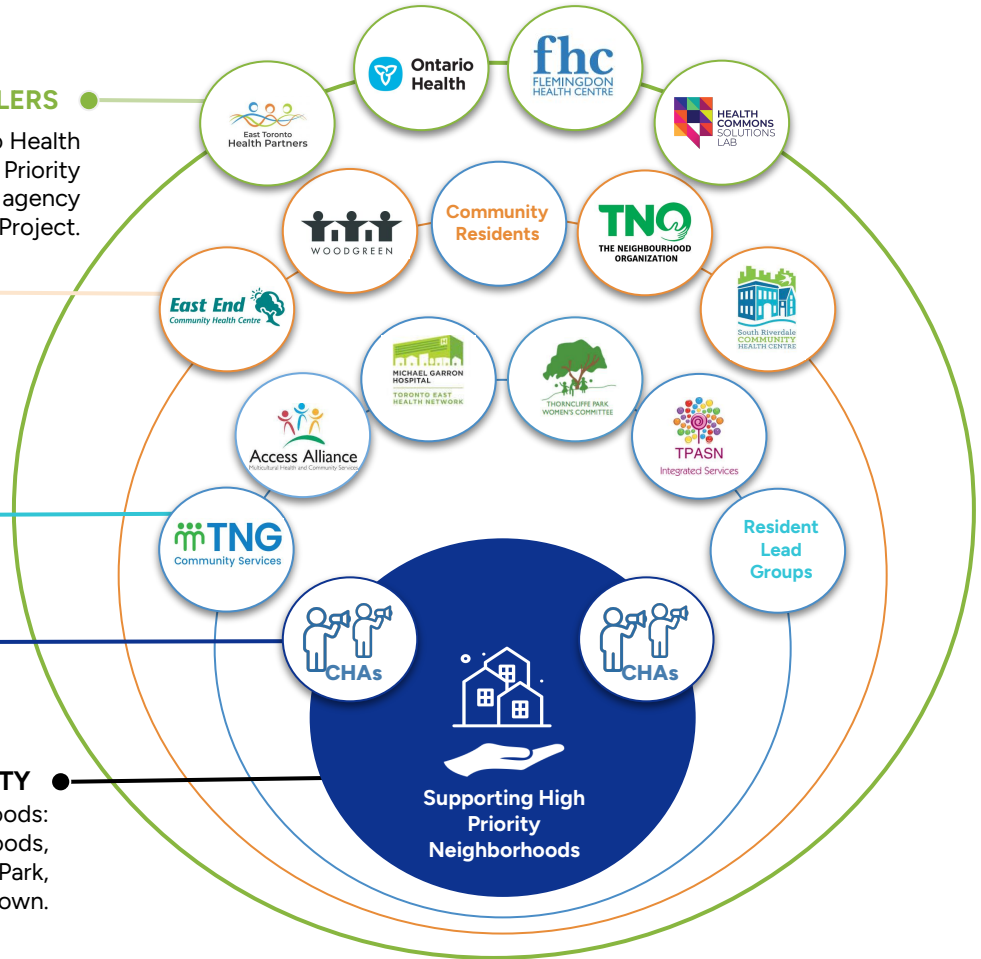 LERS
Health
Priority
agency
Project.
East Toronto
Health Partners
Ontario
Health
fhc
FLEMINGDON
HEALTH CENTRE
HEALTH
COMMONS
SOLUTIONS
LAB
WOODGREEN
Community
Residents
TNO
THE NEIGHBOURHOOD
ORGANIZATION
East End
Community Health Centre
South Riverdale
COMMUNITY
HEALTH CENTRE
MICHAEL GARRON
HOSPITAL
TORONTO EAST
HEALTH NETWORK
THORNCLIFFE PARK
WOMEN'S COMMITTEE
Access Alliance
Multicultural Health and Community Services
TPASN
Integrated Services
TNG
Community Services
Resident
Lead
Groups
CHAs
CHAs
TY
oods:
oods,
Park,
own.
Supporting High
Priority
Neighborhoods